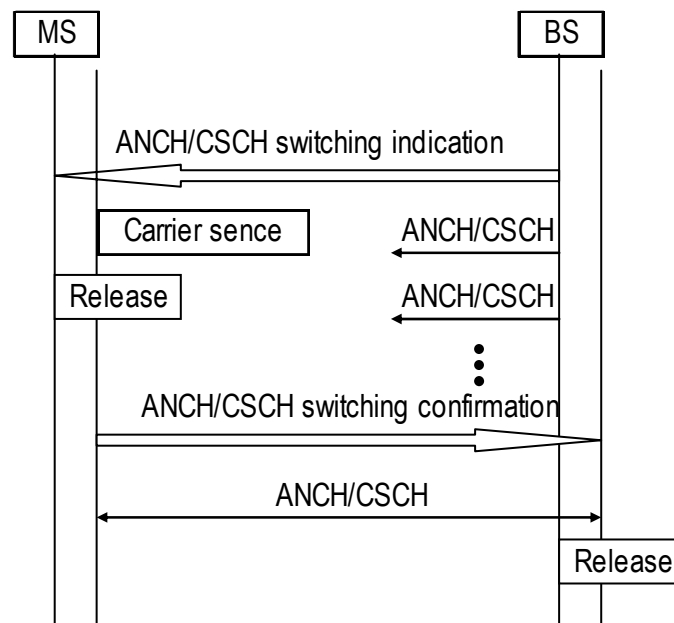 MS
BS
ANCH/CSCH switching indication
Carrier sence
ANCH/CSCH
Release
ANCH/CSCH
ANCH/CSCH switching confirmation
ANCH/CSCH
Release